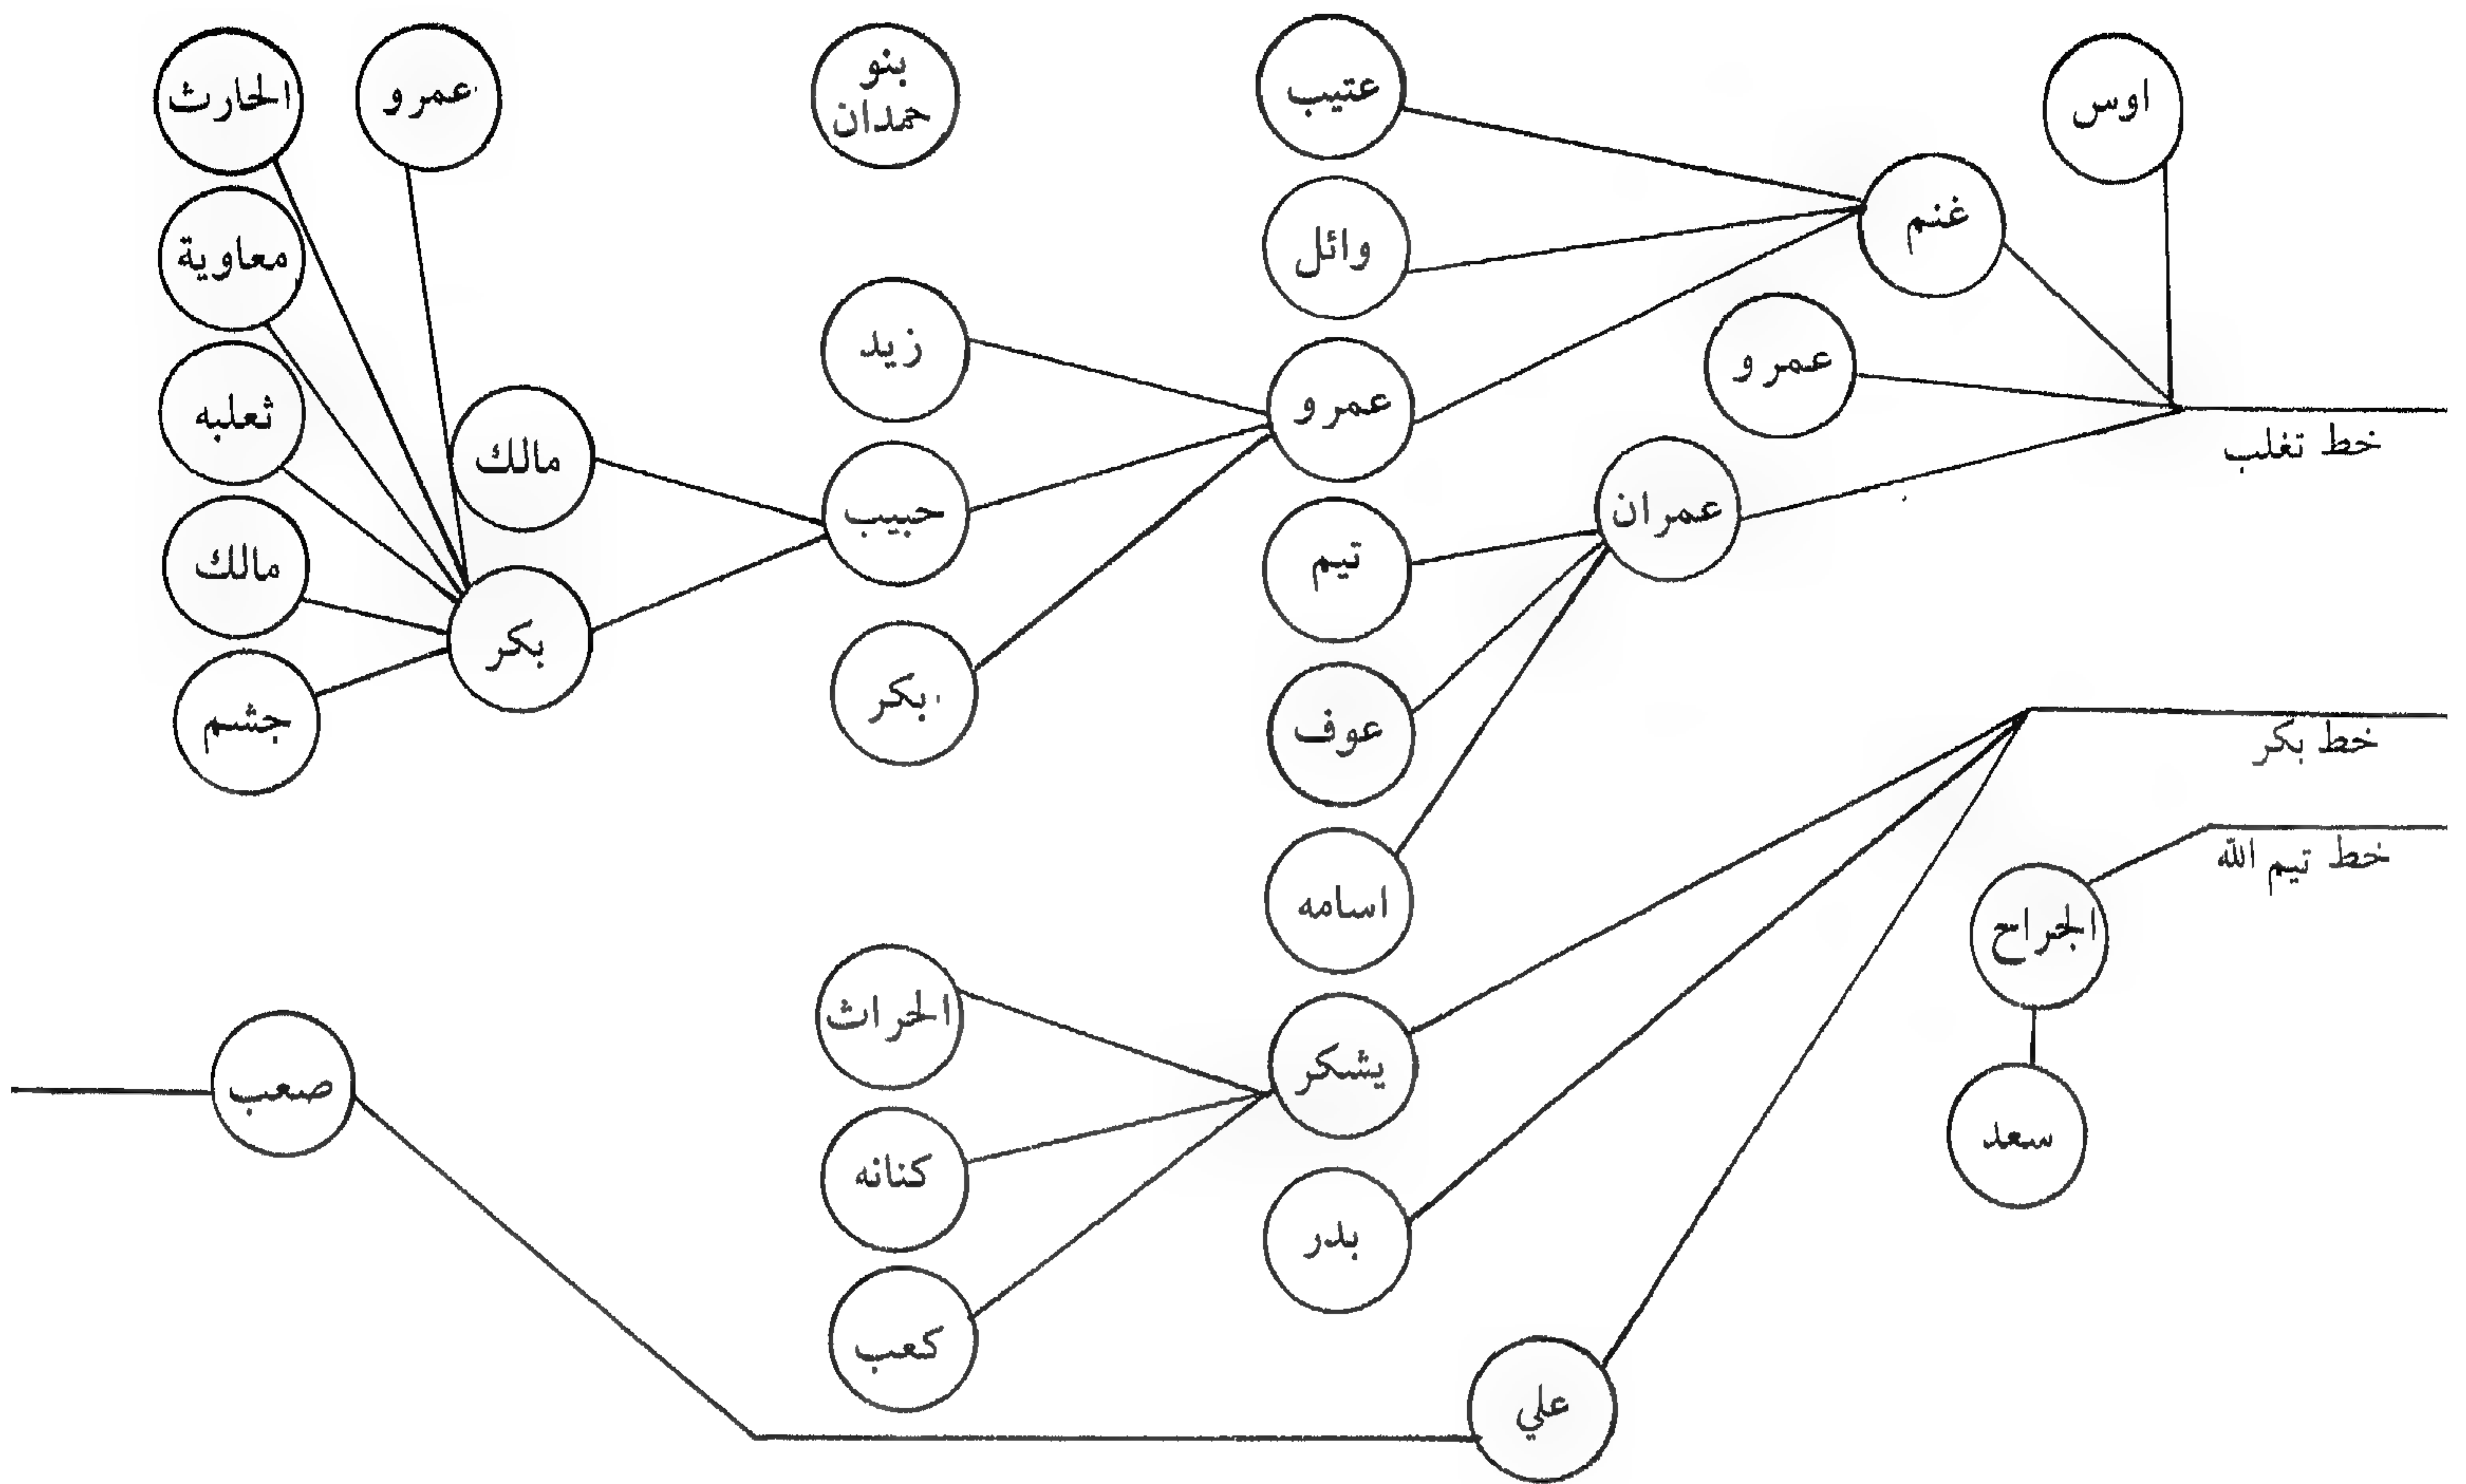 اوس
غنم
عمرو
خط تغلب
عمران
عتيب
وائل
عمرو
تيم
عوف
اسامه
بنو
حمدان
زيد
حبيب
بكر
مالك
بكر
عمرو
الحارث
معاوية
ثعلبه
مالك
جشم
خط بكر
يشكر
بدر
علي
الحراث
كنانه
كعب
صعب
خط تيم الله
الجراح
سعد